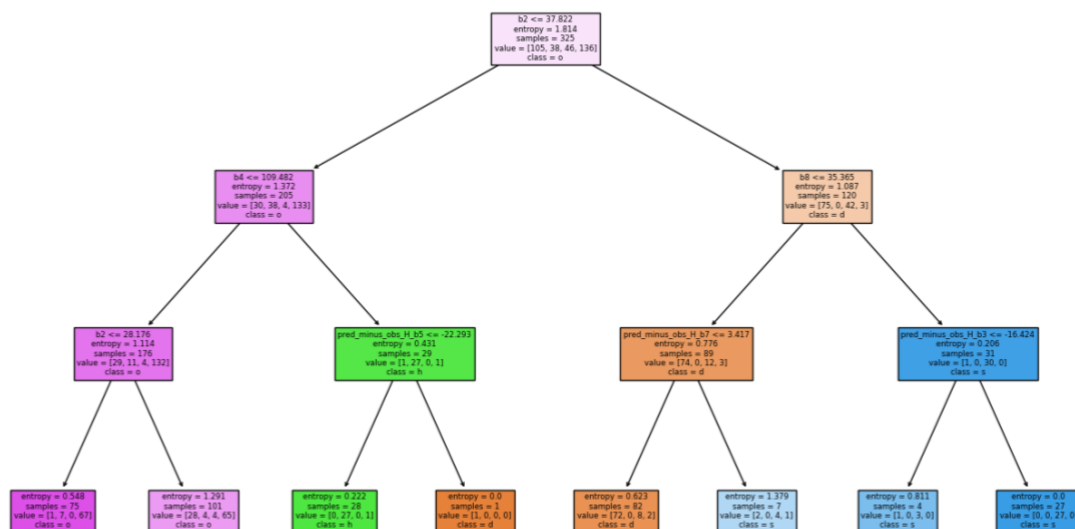 b2 <= 37.822
entropy = 1.814
samples = 325
value = [105, 38, 46, 136]
class = o
b4 <= 109.482
entropy = 1.372
samples = 205
value = [30, 38, 4, 133]
class = o
b8 <= 35.365
entropy = 1.087
samples = 120
value = [75, 0, 42, 3]
class = d
b2 <= 28.176
entropy = 1.114
samples = 176
value = [29, 11, 4, 132]
class = o
pred_minus_obs_H_b5 <= -22.293
entropy = 0.431
samples = 29
value = [1, 27, 0, 1]
class = h
pred_minus_obs_H_b7 <= 3.417
entropy = 0.776
samples = 89
value = [74, 0, 12, 3]
class = d
pred_minus_obs_H_b3 <= -16.424
entropy = 0.206
samples = 31
value = [1, 0, 30, 0]
class = s
entropy = 0.548
samples = 75
value = [1, 7, 0, 67]
class = o
entropy = 1.291
samples = 101
value = [28, 4, 4, 65]
class = o
entropy = 0.222
samples = 28
value = [0, 27, 0, 1]
class = h
entropy = 0.0
samples = 1
value = [1, 0, 0, 0]
class = d
entropy = 0.623
samples = 82
value = [72, 0, 8, 2]
class = d
entropy = 1.379
samples = 7
value = [2, 0, 4, 1]
class = s
entropy = 0.811
samples = 4
value = [1, 0, 3, 0]
class = s
entropy = 0.0
samples = 27
value = [0, 0, 27, 0]
class = s